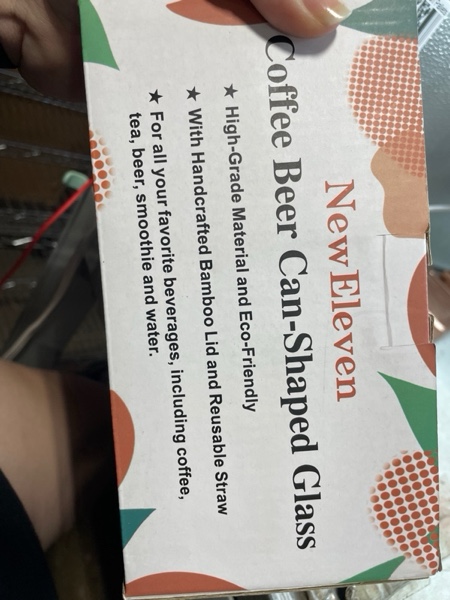 NewEleven
Coffee Beer Can-Shaped Glass
★ High-Grade Material and Eco-Friendly
★ With Handcrafted Bamboo Lid and Reusable Straw
★ For all your favorite beverages, including coffee,
tea, beer, smoothie and water.